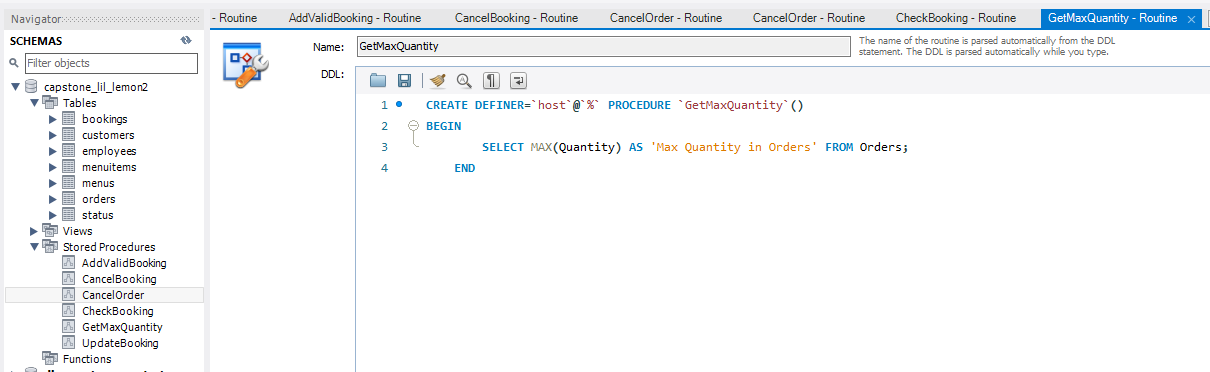 Navigator
SCHEMAS
Filter objects
capstone_lil_lemon2
Tables
bookings
customers
employees
menuitems
menus
orders
status
Views
Stored Procedures
AddValidBooking
CancelBooking
CancelOrder
CheckBooking
GetMaxQuantity
UpdateBooking
Functions
- Routine AddValidBooking - Routine CancelBooking - Routine CancelOrder - Routine CancelOrder - Routine CheckBooking - Routine GetMaxQuantity - Routine
Name: GetMaxQuantity
The name of the routine is parsed automatically from the DDL
statement. The DDL is parsed automatically while you type.
DDL:
1 CREATE DEFINER=`host`@`%` PROCEDURE `GetMaxQuantity`()
2 BEGIN
3 SELECT MAX(Quantity) AS 'Max Quantity in Orders' FROM Orders;
4 END